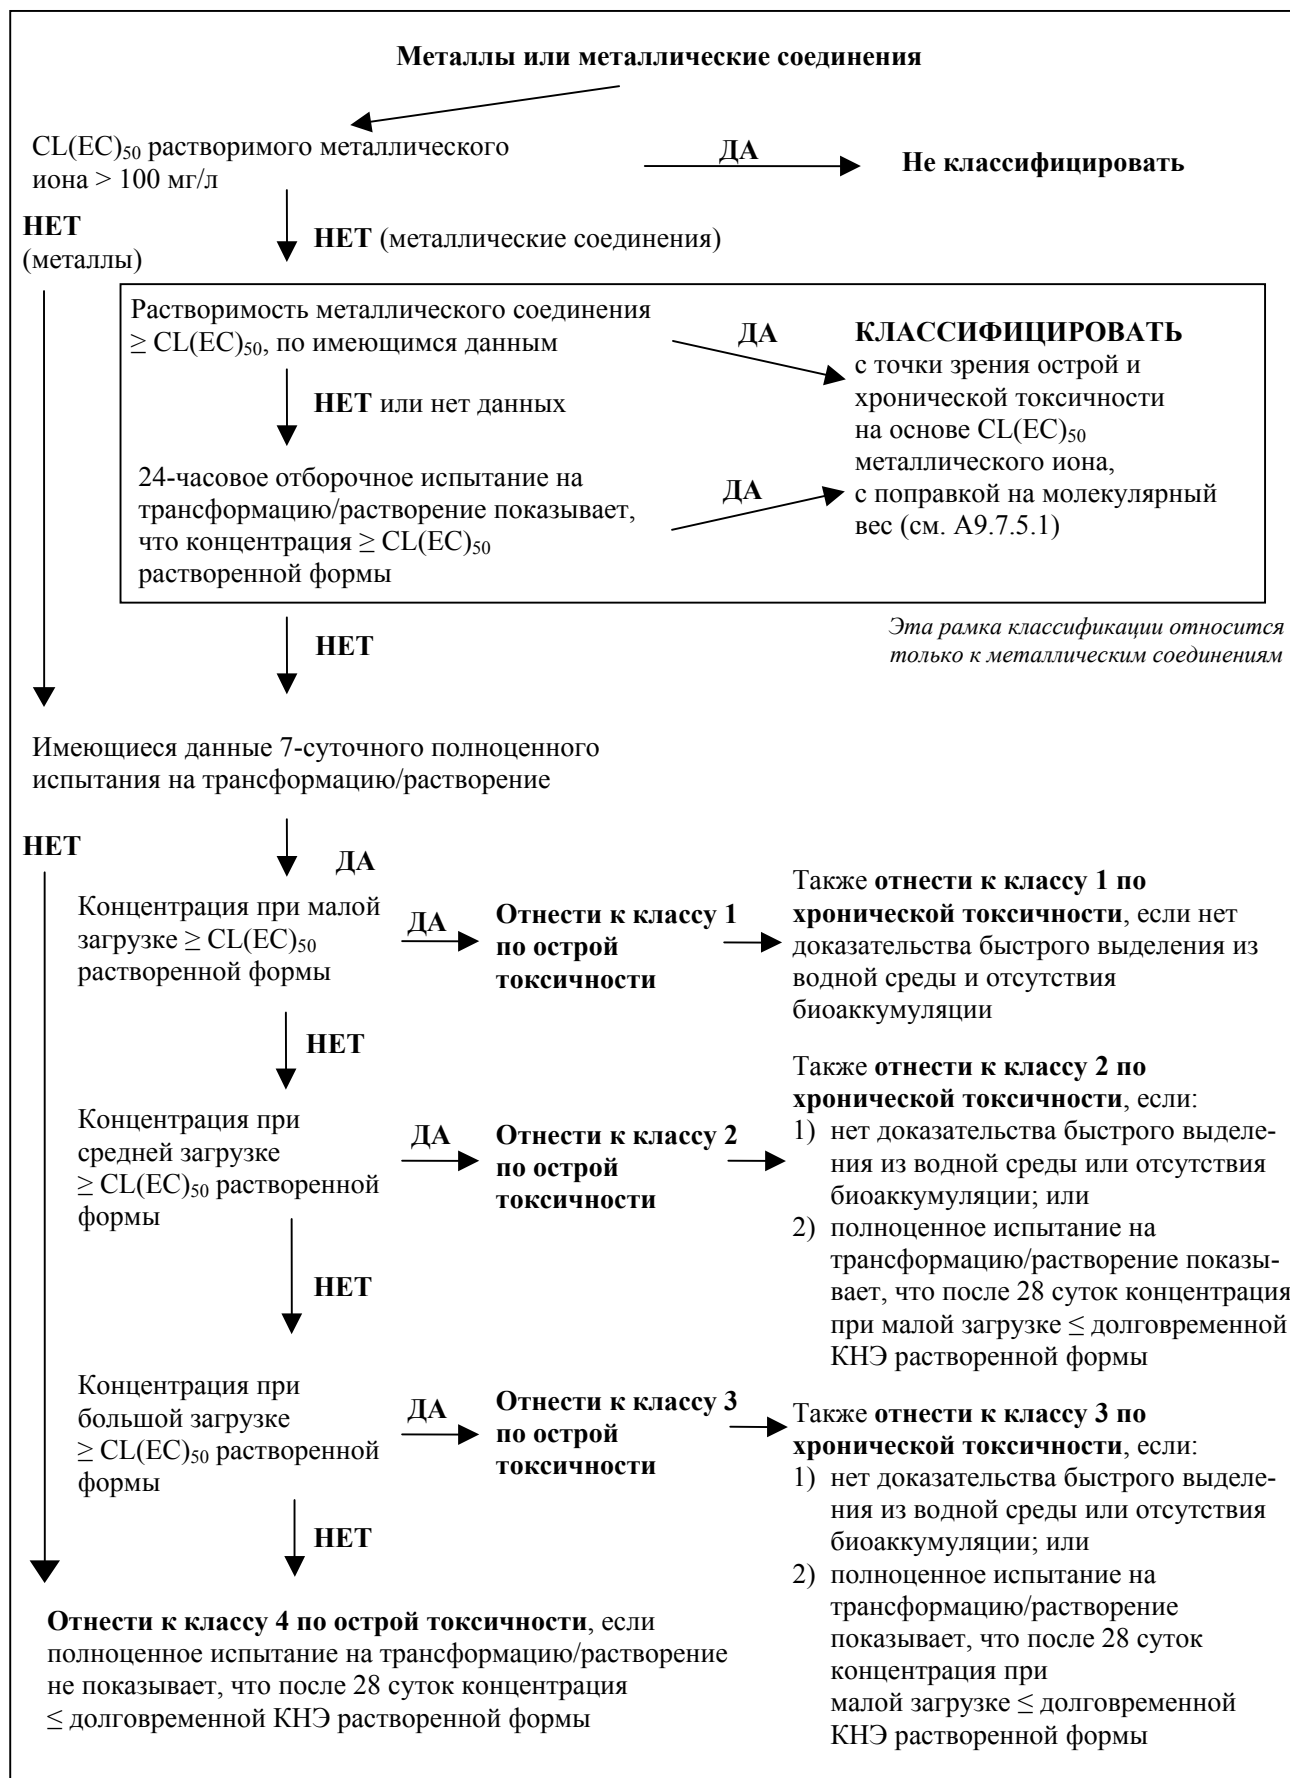 Металлы или металлические соединения
CL(EC)50 растворимого металлического
иона > 100 мг/л
ДА
Не классифицировать
НЕТ
(металлы)
НЕТ (металлические соединения)
Растворимость металлического соединения
≥ CL(EC)50, по имеющимся данным
ДА
НЕТ или нет данных
24-часовое отборочное испытание на
трансформацию/растворение показывает,
что концентрация ≥ CL(EC)50
растворенной формы
ДА
КЛАССИФИЦИРОВАТЬ
с точки зрения острой и
хронической токсичности
на основе CL(EC)50
металлического иона,
с поправкой на молекулярный
вес (см. A9.7.5.1)
Эта рамка классификации относится
только к металлическим соединениям
НЕТ
Имеющиеся данные 7-суточного полноценного
испытания на трансформацию/растворение
НЕТ
ДА
Концентрация при малой
загрузке ≥ CL(EC)50
растворенной формы
ДА
Отнести к классу 1
по острой
токсичности
Также отнести к классу 1 по
хронической токсичности, если нет
доказательства быстрого выделения из
водной среды и отсутствия
биоаккумуляции
НЕТ
Концентрация при
средней загрузке
≥ CL(EC)50 растворенной
формы
ДА
Отнести к классу 2
по острой
токсичности
Также отнести к классу 2 по
хронической токсичности, если:
1) нет доказательства быстрого выделе-
ния из водной среды или отсутствия
биоаккумуляции; или
2) полноценное испытание на
трансформацию/растворение показы-
вает, что после 28 суток концентрация
при малой загрузке ≤ долговременной
КНЭ растворенной формы
НЕТ
Концентрация при
большой загрузке
≥ CL(EC)50 растворенной
формы
ДА
Отнести к классу 3
по острой
токсичности
Также отнести к классу 3 по
хронической токсичности, если:
1) нет доказательства быстрого выделе-
ния из водной среды или отсутствия
биоаккумуляции; или
2) полноценное испытание на
трансформацию/растворение
показывает, что после 28 суток
концентрация при
малой загрузке ≤ долговременной
КНЭ растворенной формы
НЕТ
Отнести к классу 4 по острой токсичности, если
полноценное испытание на трансформацию/растворение
не показывает, что после 28 суток концентрация
≤ долговременной КНЭ растворенной формы